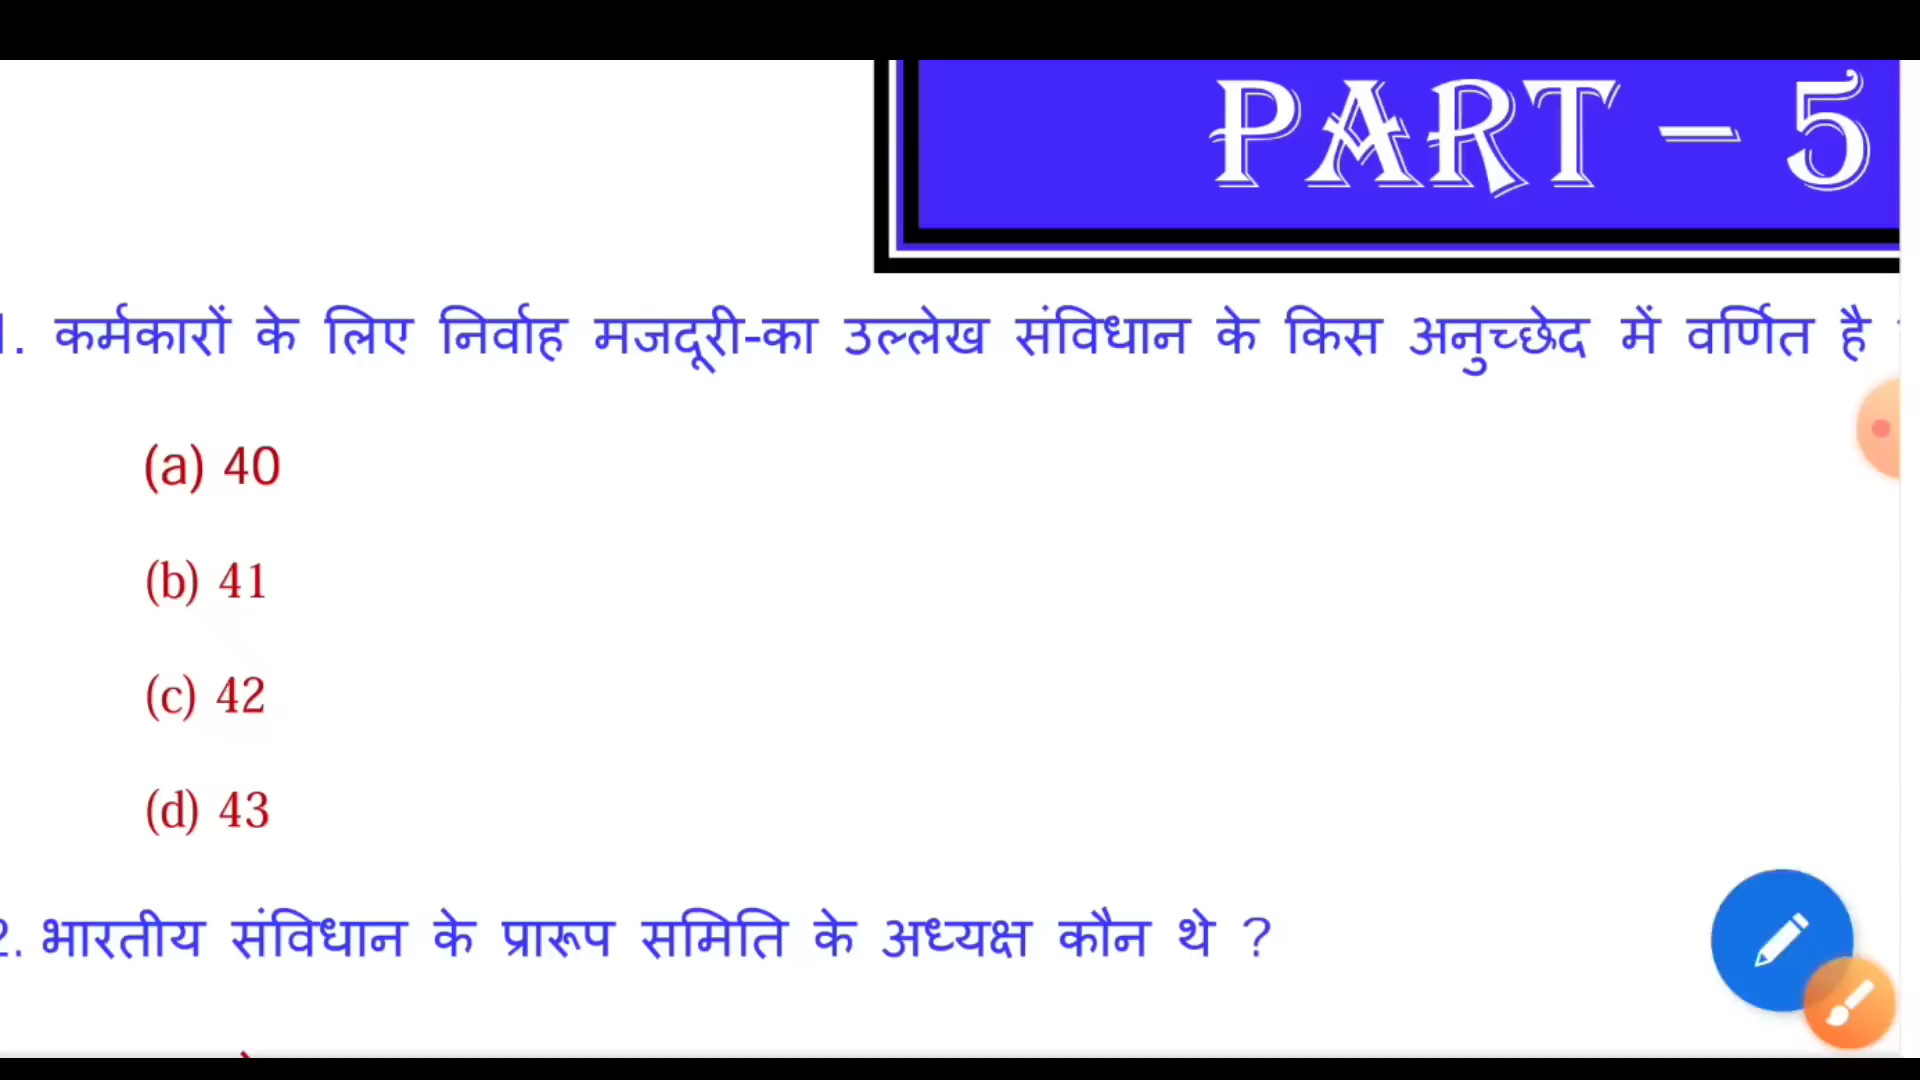 PART – 5
1. कर्मकारों के लिए निर्वाह मजदूरी-का उल्लेख संविधान के किस अनुच्छेद में वर्णित है
(a) 40
(b) 41
(c) 42
(d) 43
2. भारतीय संविधान के प्रारूप समिति के अध्यक्ष कौन थे ?